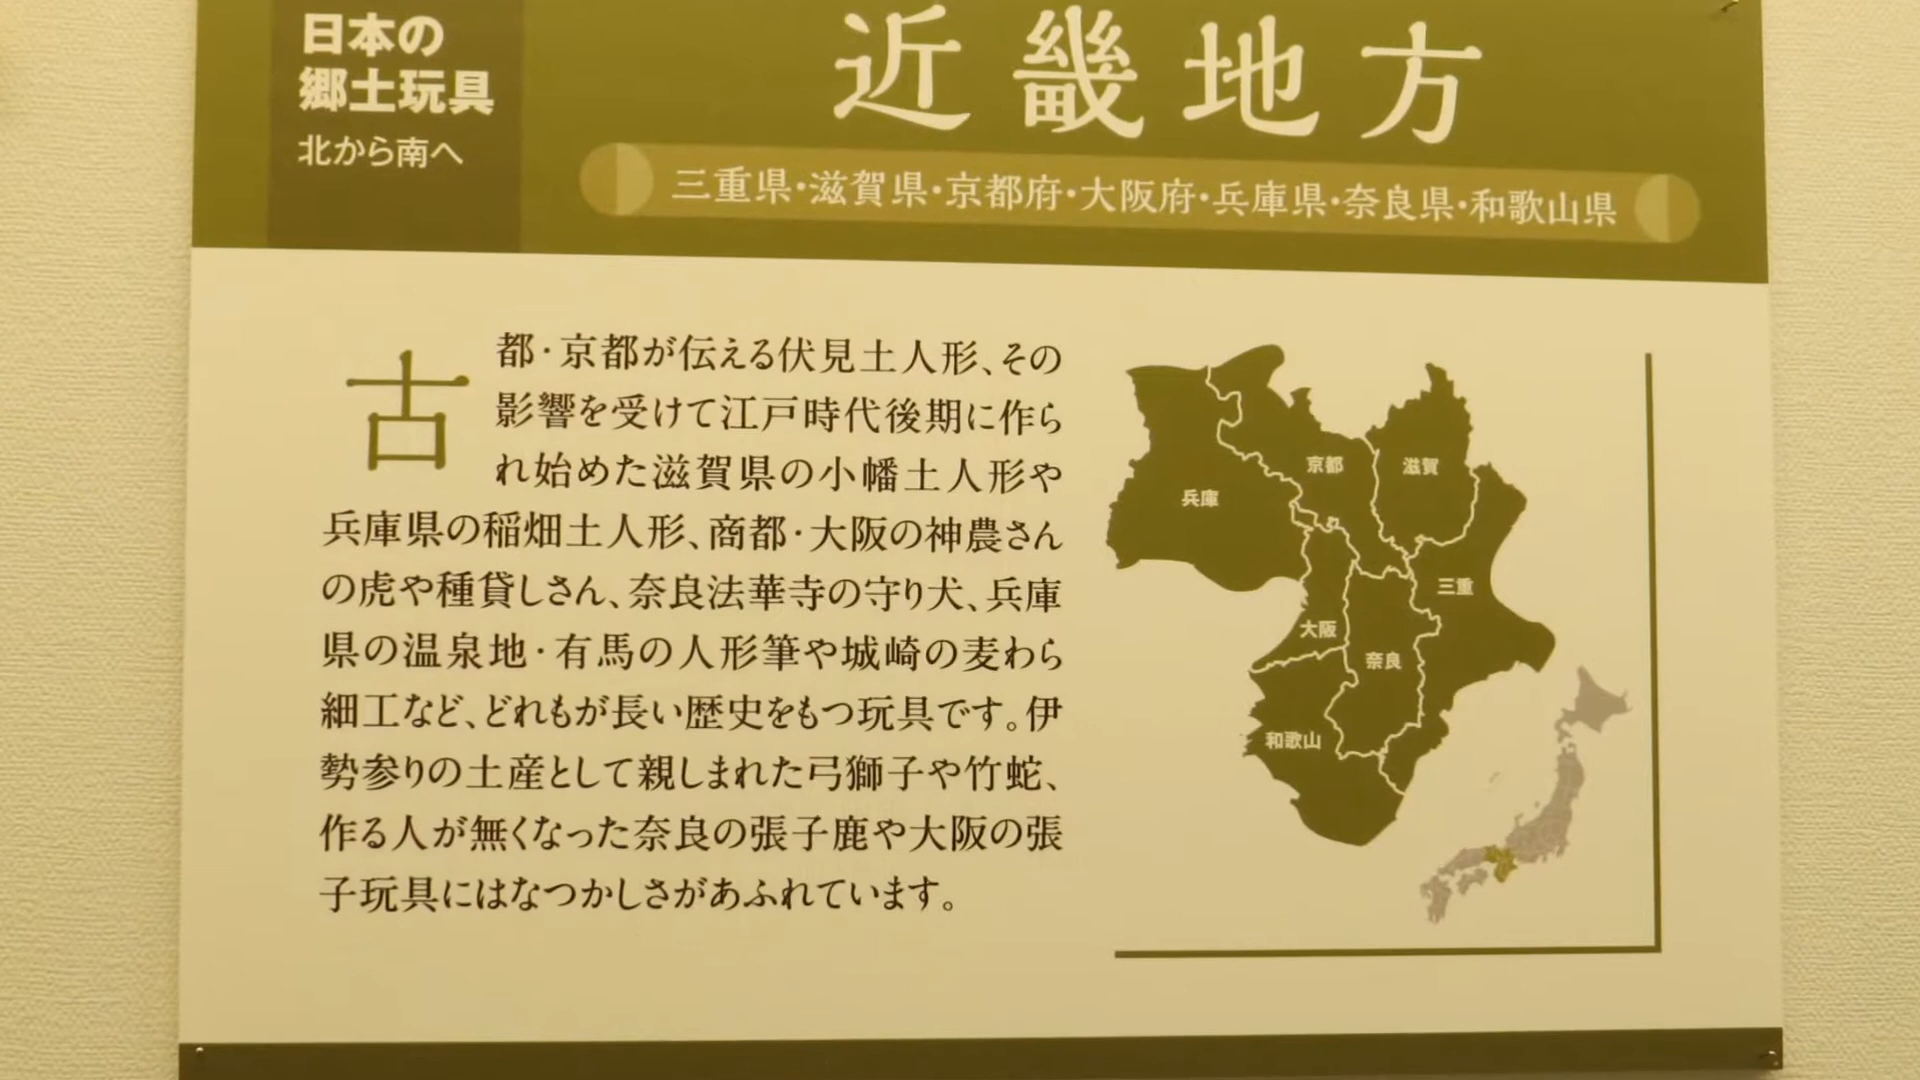 日本の
郷土玩具
北から南へ
近畿地方
三重県・滋賀県・京都府・大阪府・兵庫県・奈良県・和歌山県
古都・京都が伝える伏見土人形、その
影響を受けて江戸時代後期に作ら
れ始めた滋賀県の小幡土人形や
兵庫県の稲畑土人形、商都・大阪の神農さん
の虎や種貸しさん、奈良法華寺の守り犬、兵庫
県の温泉地・有馬の人形筆や城崎の麦わら
細工など、どれもが長い歴史をもつ玩具です。伊
勢参りの土産として親しまれた弓獅子や竹蛇、
作る人が無くなった奈良の張子鹿や大阪の張
子玩具にはなつかしさがあふれています。
京都
滋賀
兵庫
三重
大阪
奈良
和歌山